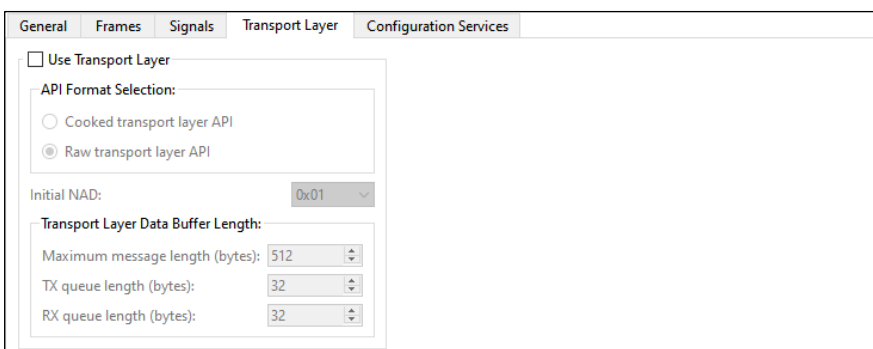 General Frames Signals Transport Layer Configuration Services
Use Transport Layer
API Format Selection:
Cooked transport layer API
Raw transport layer API
Initial NAD: 0x01
Transport Layer Data Buffer Length:
Maximum message length (bytes): 512
TX queue length (bytes): 32
RX queue length (bytes): 32